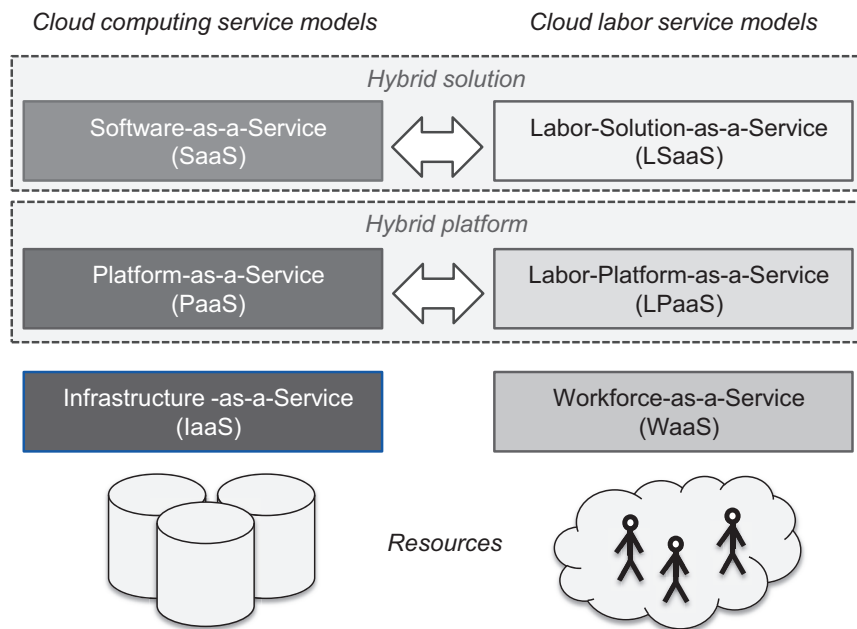 Cloud computing service models
Cloud labor service models
Hybrid solution
Software-as-a-Service
(SaaS)
Labor-Solution-as-a-Service
(LSaaS)
Hybrid platform
Platform-as-a-Service
(PaaS)
Labor-Platform-as-a-Service
(LPaaS)
Infrastructure -as-a-Service
(IaaS)
Workforce-as-a-Service
(WaaS)
Resources